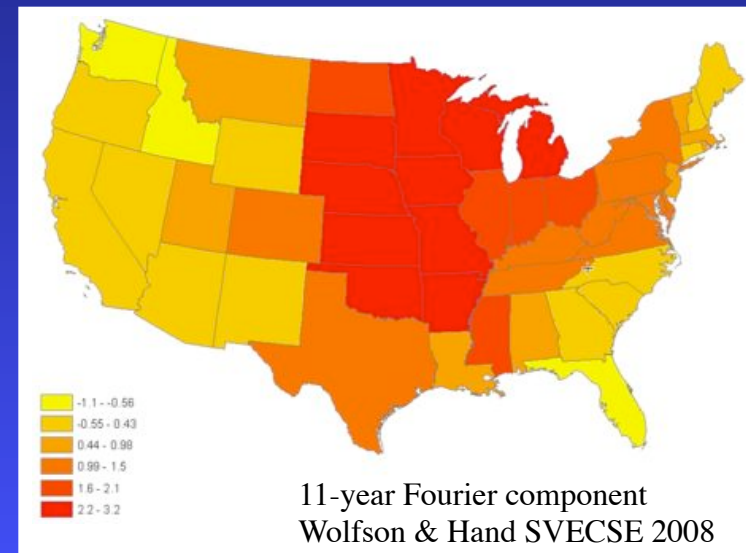 -1.1 - -0.56
-0.55 - 0.43
0.44 - 0.98
0.99 - 1.5
1.6 - 2.1
2.2 - 3.2
11-year Fourier component
Wolfson & Hand SVECSE 2008